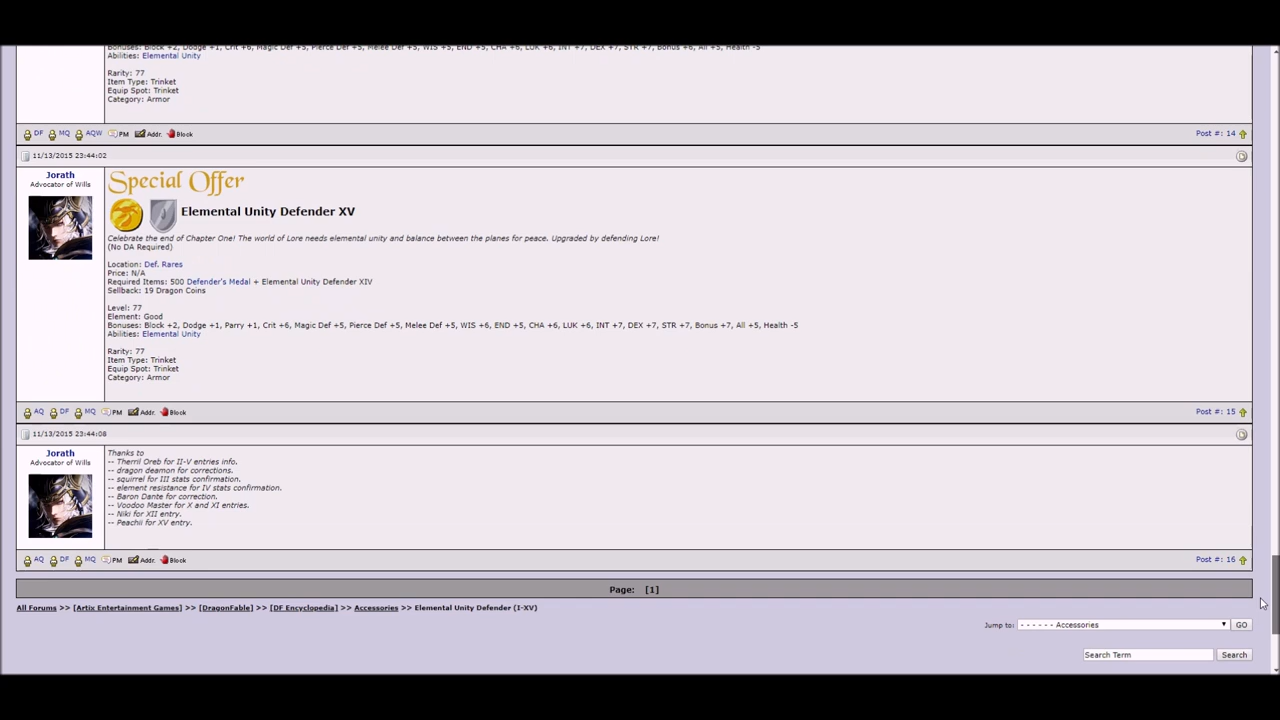 Bonuses: Block +2, Dodge +1, Crit +6, Magic Def +5, Pierce Def +5, Melee Def +5, WIS +5, END +5, CHA +6, LUK +6, INT +7, DEX +7, STR +7, Bonus +6, All +5, Health -5
Abilities: Elemental Unity
Rarity: 77
Item Type: Trinket
Equip Spot: Trinket
Category: Armor
DF MQ AQW PM Addr. Block Post #: 14
11/13/2015 23:44:02
Jorath
Advocator of Wills
Special Offer
Elemental Unity Defender XV
Celebrate the end of Chapter One! The world of Lore needs elemental unity and balance between the planes for peace. Upgraded by defending Lore!
(No DA Required)
Location: Def. Rares
Price: N/A
Required Items: 500 Defender's Medal + Elemental Unity Defender XIV
Sellback: 19 Dragon Coins
Level: 77
Element: Good
Bonuses: Block +2, Dodge +1, Parry +1, Crit +6, Magic Def +5, Pierce Def +5, Melee Def +5, WIS +6, END +5, CHA +6, LUK +6, INT +7, DEX +7, STR +7, Bonus +7, All +5, Health -5
Abilities: Elemental Unity
Rarity: 77
Item Type: Trinket
Equip Spot: Trinket
Category: Armor
AQ DF MQ PM Addr. Block Post #: 15
11/13/2015 23:44:08
Jorath
Advocator of Wills
Thanks to
-- Therril Oreb for II-V entries info.
-- dragon deamon for corrections.
-- squirrel for III stats confirmation.
-- element resistance for IV stats confirmation.
-- Baron Dante for correction.
-- Voodoo Master for X and XI entries.
-- Niki for XII entry.
-- Peachii for XV entry.
AQ DF MQ PM Addr. Block Post #: 16
Page: [1]
All Forums >> [Artix Entertainment Games] >> [DragonFable] >> [DF Encyclopedia] >> Accessories >> Elemental Unity Defender (I-XV)
Jump to: - - - - - - Accessories GO
Search Term Search